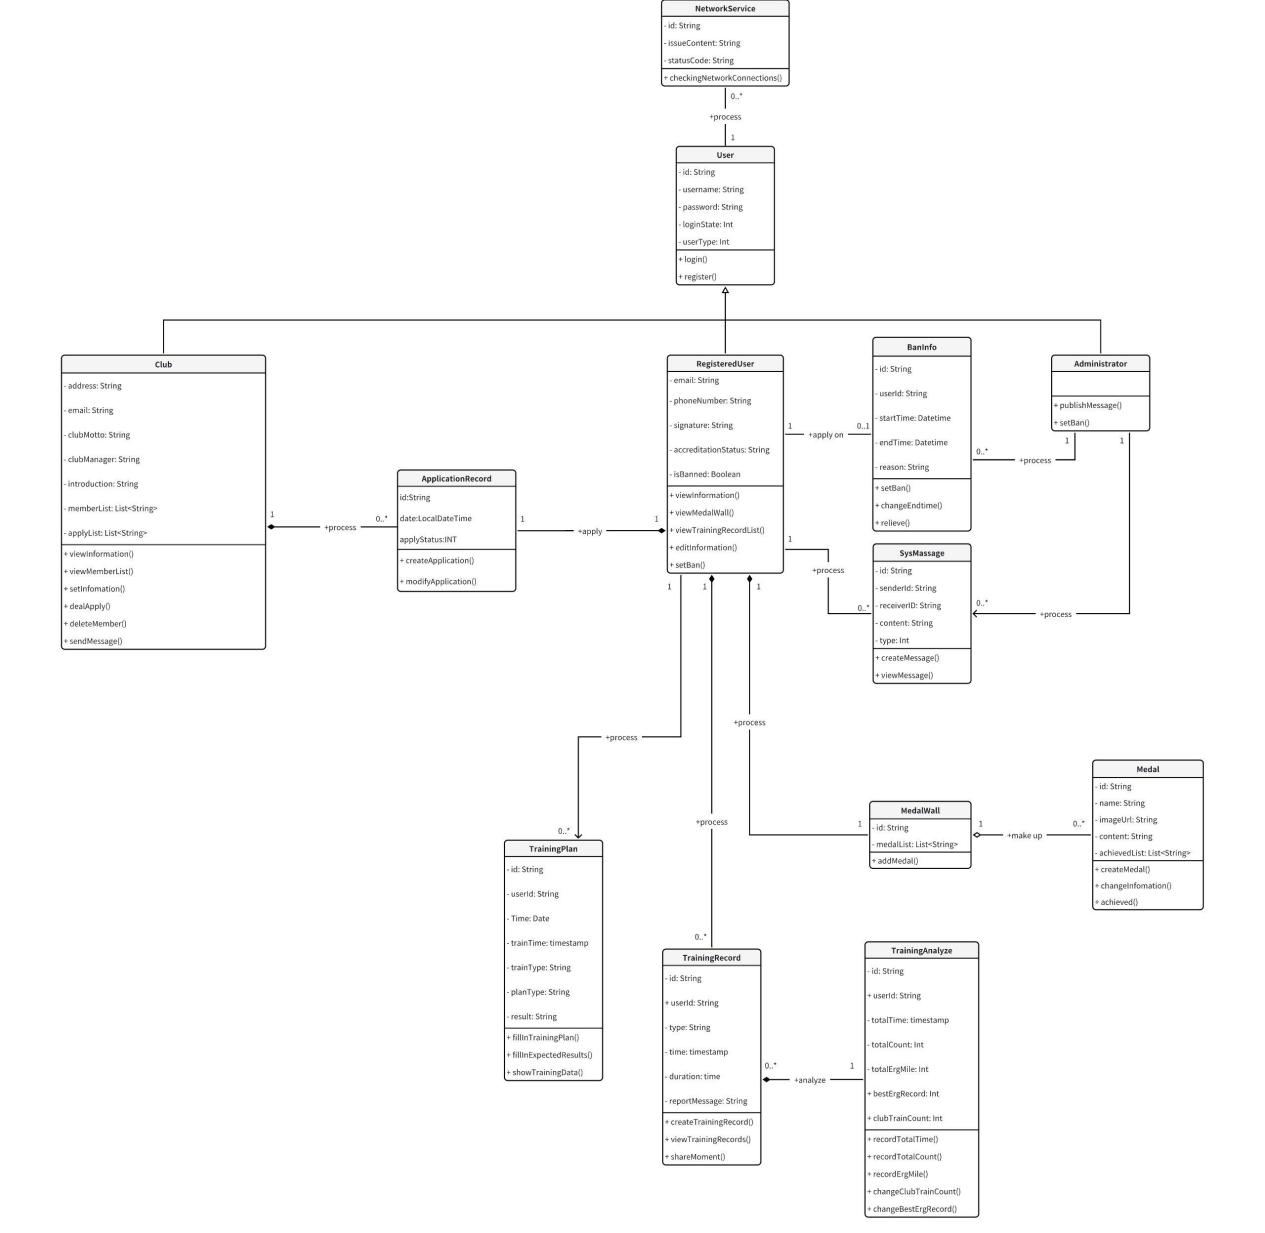 NetworkService
- id: String
- issueContent: String
- statusCode: String
+ checkingNetworkConnections()
0..*
+process
1
User
- id: String
- username: String
- password: String
- loginState: Int
- userType: Int
+ login()
+ register()
Club
- address: String
- email: String
- clubMotto: String
- clubManager: String
- introduction: String
- memberList: List<String>
- applyList: List<String>
+ viewInformation()
+ viewMemberList()
+ setInfomation()
+ dealApply()
+ deleteMember()
+ sendMessage()
1
+process
0..*
ApplicationRecord
id:String
date:LocalDateTime
applyStatus:INT
+ createApplication()
+ modifyApplication()
1
+apply
1
RegisteredUser
- email: String
- phoneNumber: String
- signature: String
- accreditationStatus: String
- isBanned: Boolean
+ viewInformation()
+ viewMedalWall()
+ viewTrainingRecordList()
+ editInformation()
+ setBan()
1
+apply on
0..1
BanInfo
- id: String
- userId: String
- startTime: Datetime
- endTime: Datetime
- reason: String
+ setBan()
+ changeEndtime()
+ relieve()
Administrator
+ publishMessage()
+ setBan()
1
1
0..*
+process
1
+process
0..*
SysMassage
- id: String
- senderId: String
- receiverID: String
- content: String
- type: Int
+ createMessage()
+ viewMessage()
0..*
+process
1
1
1
+process
+process
0..*
+process
1
MedalWall
- id: String
- medalList: List<String>
+ addMedal()
1
+make up
0..*
Medal
- id: String
- name: String
- imageUrl: String
- content: String
- achievedList: List<String>
+ createMedal()
+ changeInfomation()
+ achieved()
TrainingPlan
- id: String
- userId: String
- Time: Date
- trainTime: timestamp
- trainType: String
- planType: String
- result: String
+ fillInTrainingPlan()
+ fillInExpectedResults()
+ showTrainingData()
0..*
TrainingRecord
- id: String
+ userId: String
- type: String
- time: timestamp
- duration: time
- reportMessage: String
+ createTrainingRecord()
+ viewTrainingRecords()
+ shareMoment()
0..*
+analyze
1
TrainingAnalyze
- id: String
+ userId: String
- totalTime: timestamp
- totalCount: Int
- totalErgMile: Int
+ bestErgRecord: Int
+ clubTrainCount: Int
+ recordTotalTime()
+ recordTotalCount()
+ recordErgMile()
+ changeClubTrainCount()
+ changeBestErgRecord()